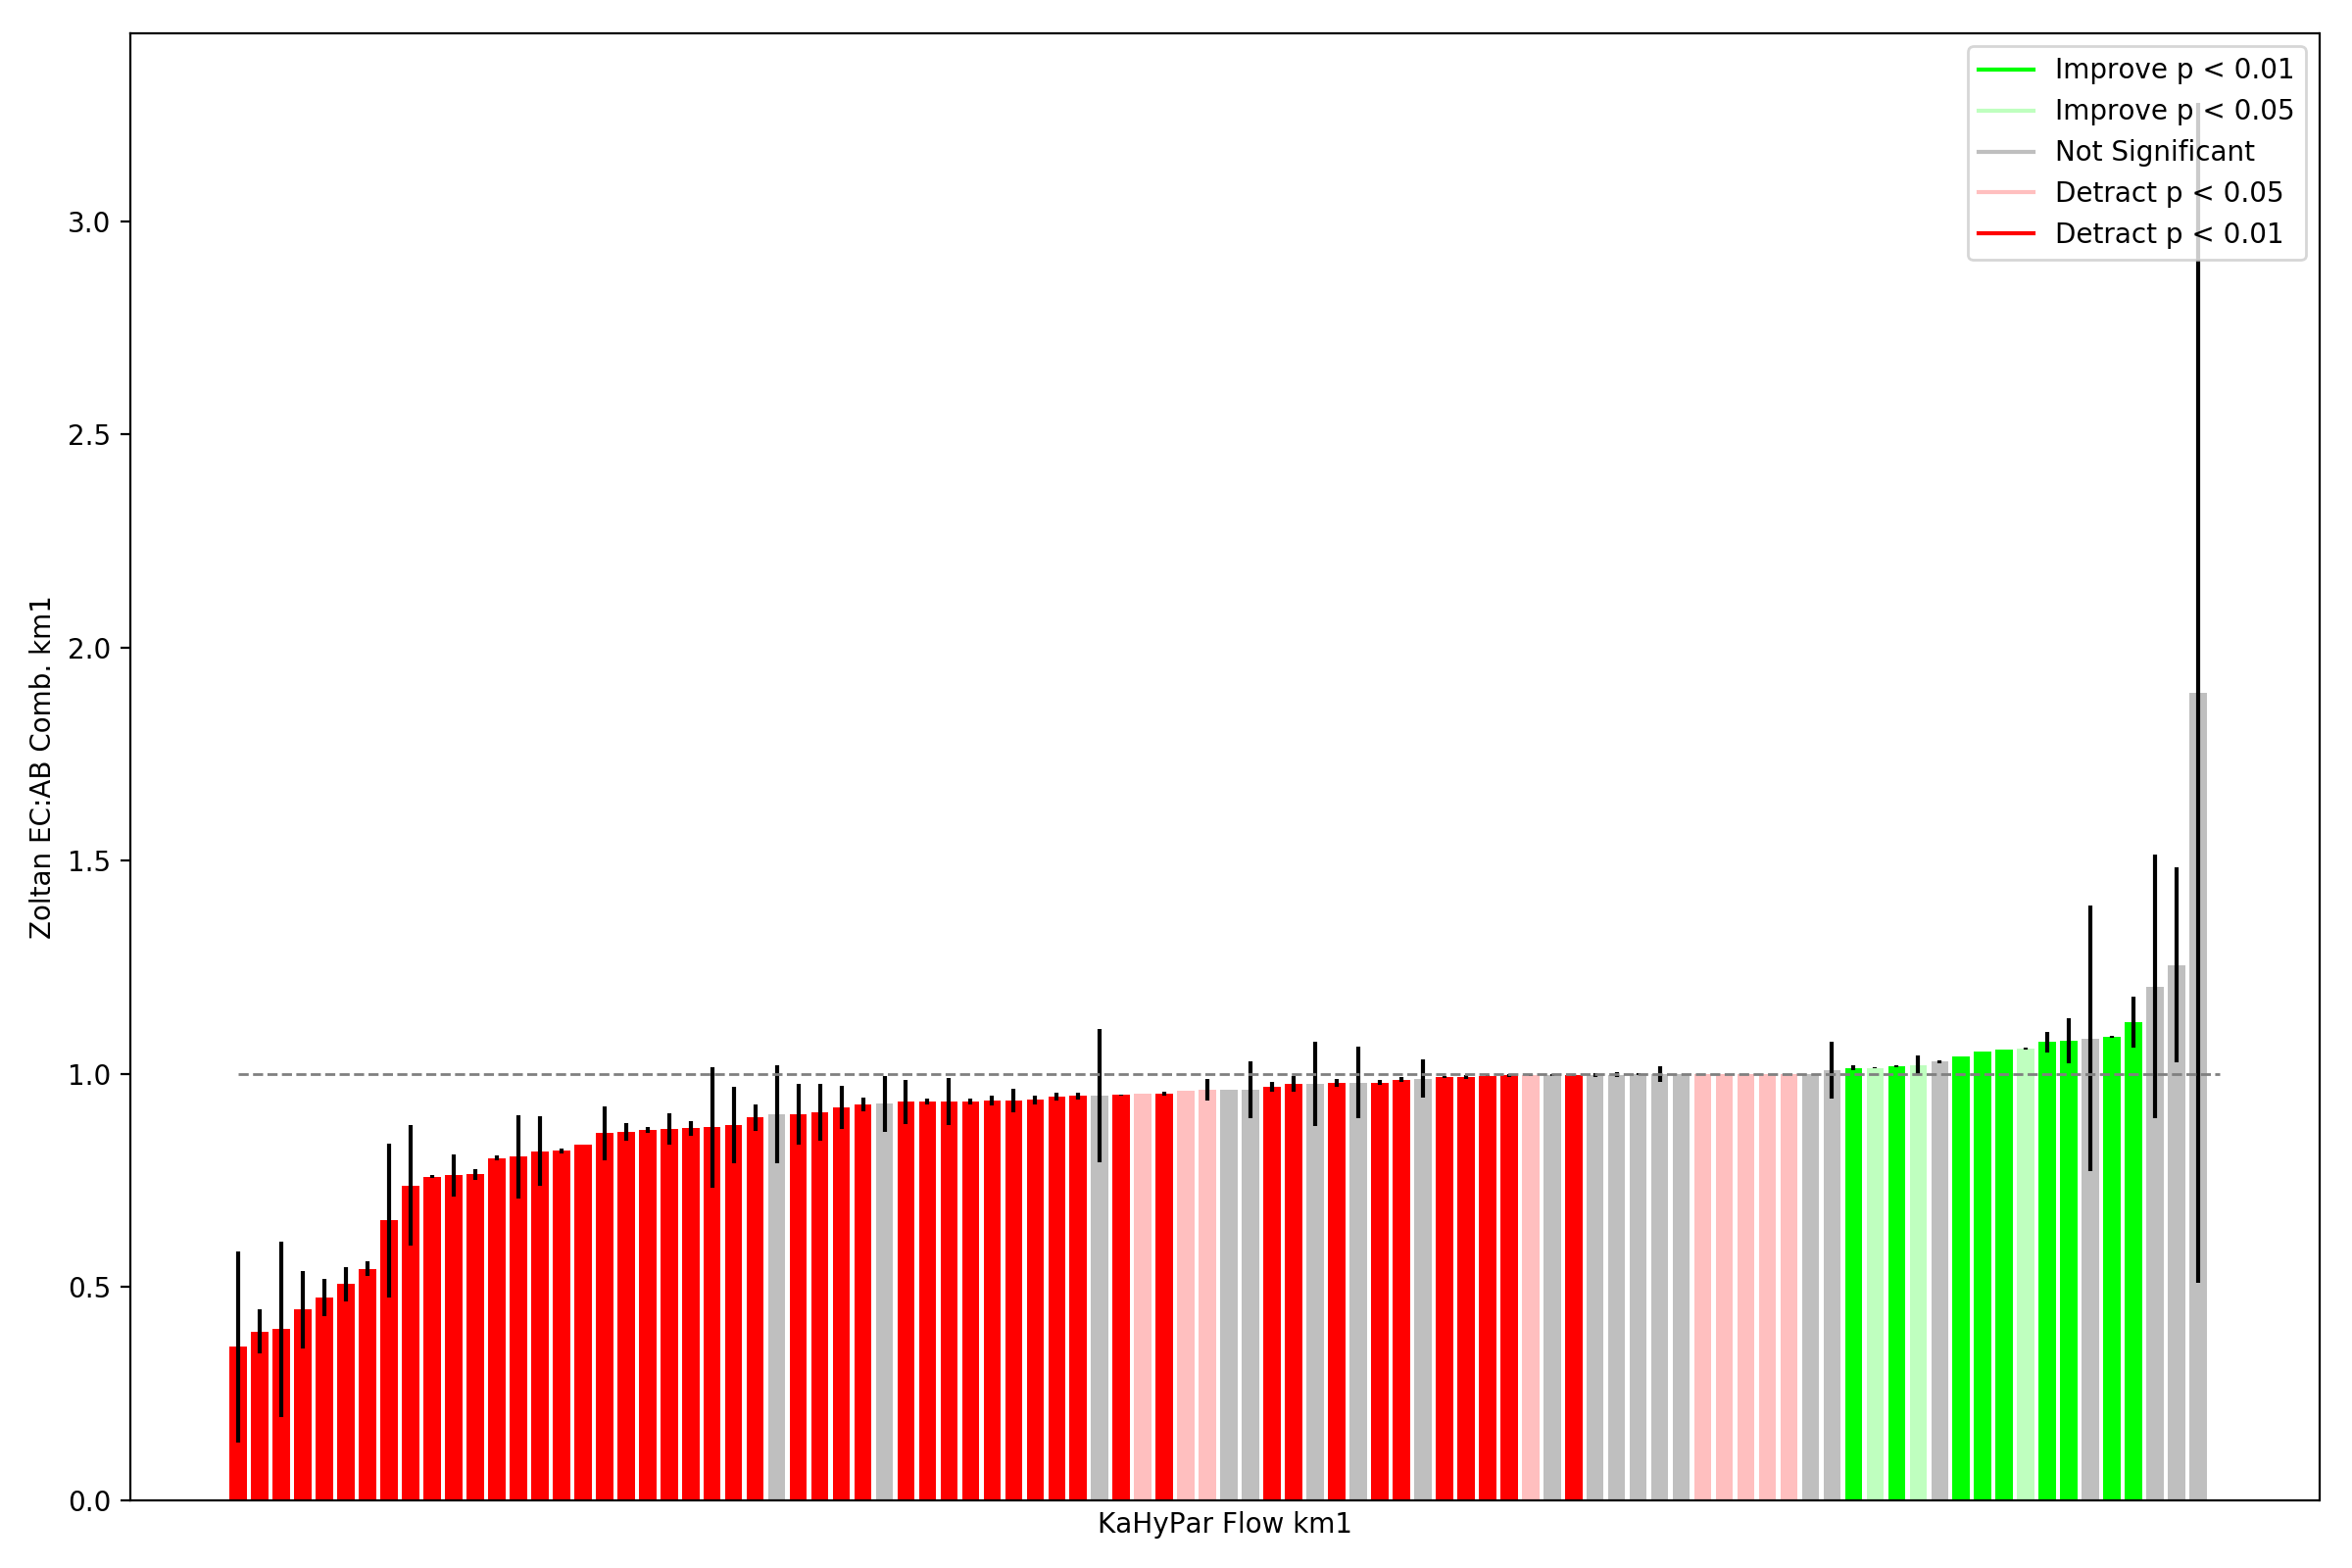 Improve p < 0.01
Improve p < 0.05
Not Significant
Detract p < 0.05
Detract p < 0.01
3.0
2.5
2.0
1.5
1.0
0.5
0.0
Zoltan EC:AB Comb. km1
KaHyPar Flow km1